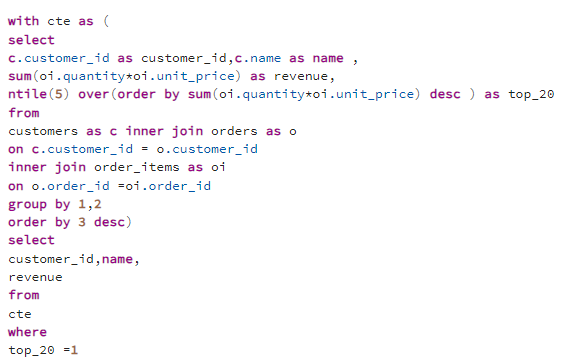 with cte as (
select
c.customer_id as customer_id,c.name as name ,
sum(oi.quantity*oi.unit_price) as revenue,
ntile(5) over(order by sum(oi.quantity*oi.unit_price) desc ) as top_20
from
customers as c inner join orders as o
on c.customer_id = o.customer_id
inner join order_items as oi
on o.order_id =oi.order_id
group by 1,2
order by 3 desc)
select
customer_id,name,
revenue
from
cte
where
top_20 =1